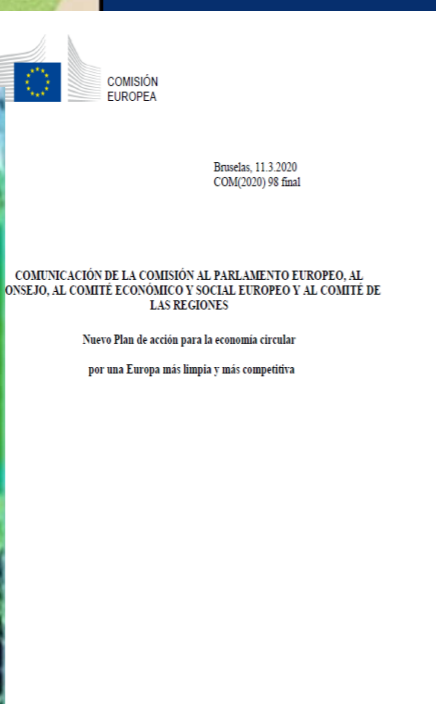 COMISIÓN
EUROPEA
Bruselas, 11.3.2020
COM(2020) 98 final
COMUNICACIÓN DE LA COMISIÓN AL PARLAMENTO EUROPEO, AL
ONSEJO, AL COMITÉ ECONÓMICO Y SOCIAL EUROPEO Y AL COMITÉ DE
LAS REGIONES
Nuevo Plan de acción para la economía circular
por una Europa más limpia y más competitiva